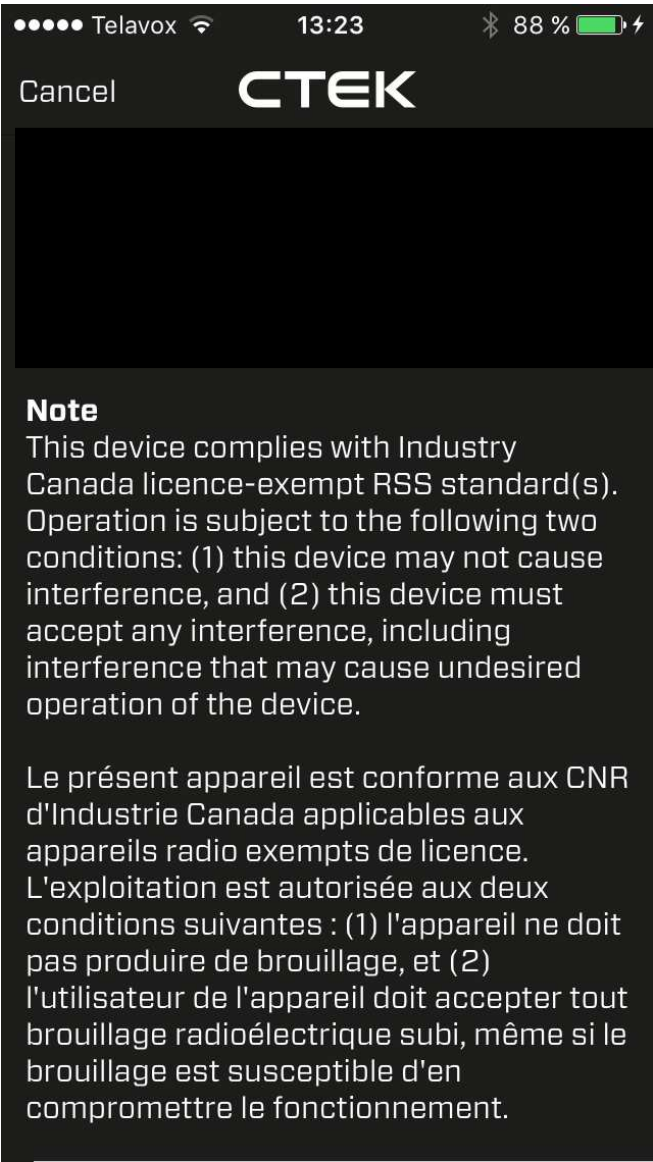 Telavox 13:23 88 %
Cancel CTEK
Note
This device complies with Industry
Canada licence-exempt RSS standard(s).
Operation is subject to the following two
conditions: (1) this device may not cause
interference, and (2) this device must
accept any interference, including
interference that may cause undesired
operation of the device.
Le présent appareil est conforme aux CNR
d'Industrie Canada applicables aux
appareils radio exempts de licence.
L'exploitation est autorisée aux deux
conditions suivantes : (1) l'appareil ne doit
pas produire de brouillage, et (2)
l'utilisateur de l'appareil doit accepter tout
brouillage radioélectrique subi, même si le
brouillage est susceptible d'en
compromettre le fonctionnement.